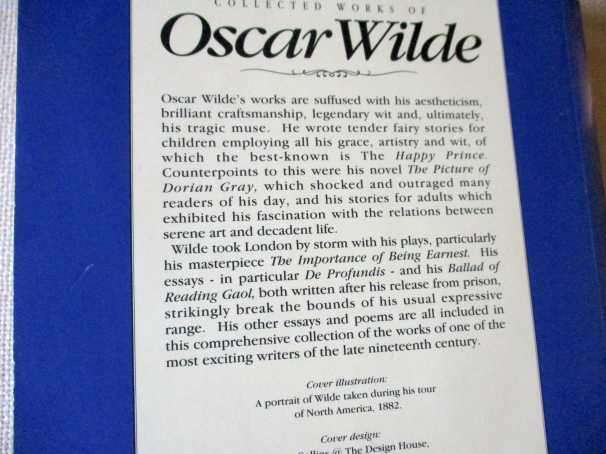 COLLECTED WORKS OF
Oscar Wilde
Oscar Wilde's works are suffused with his aestheticism,
brilliant craftsmanship, legendary wit and, ultimately,
his tragic muse. He wrote tender fairy stories for
children employing all his grace, artistry and wit, of
which the best-known is The Happy Prince.
Counterpoints to this were his novel The Picture of
Dorian Gray, which shocked and outraged many
readers of his day, and his stories for adults which
exhibited his fascination with the relations between
serene art and decadent life.
Wilde took London by storm with his plays, particularly
his masterpiece The Importance of Being Earnest. His
essays - in particular De Profundis - and his Ballad of
Reading Gaol, both written after his release from prison,
strikingly break the bounds of his usual expressive
range. His other essays and poems are all included in
this comprehensive collection of the works of one of the
most exciting writers of the late nineteenth century.
Cover illustration:
A portrait of Wilde taken during his tour
of North America, 1882.
Cover design:
@ The Design House,